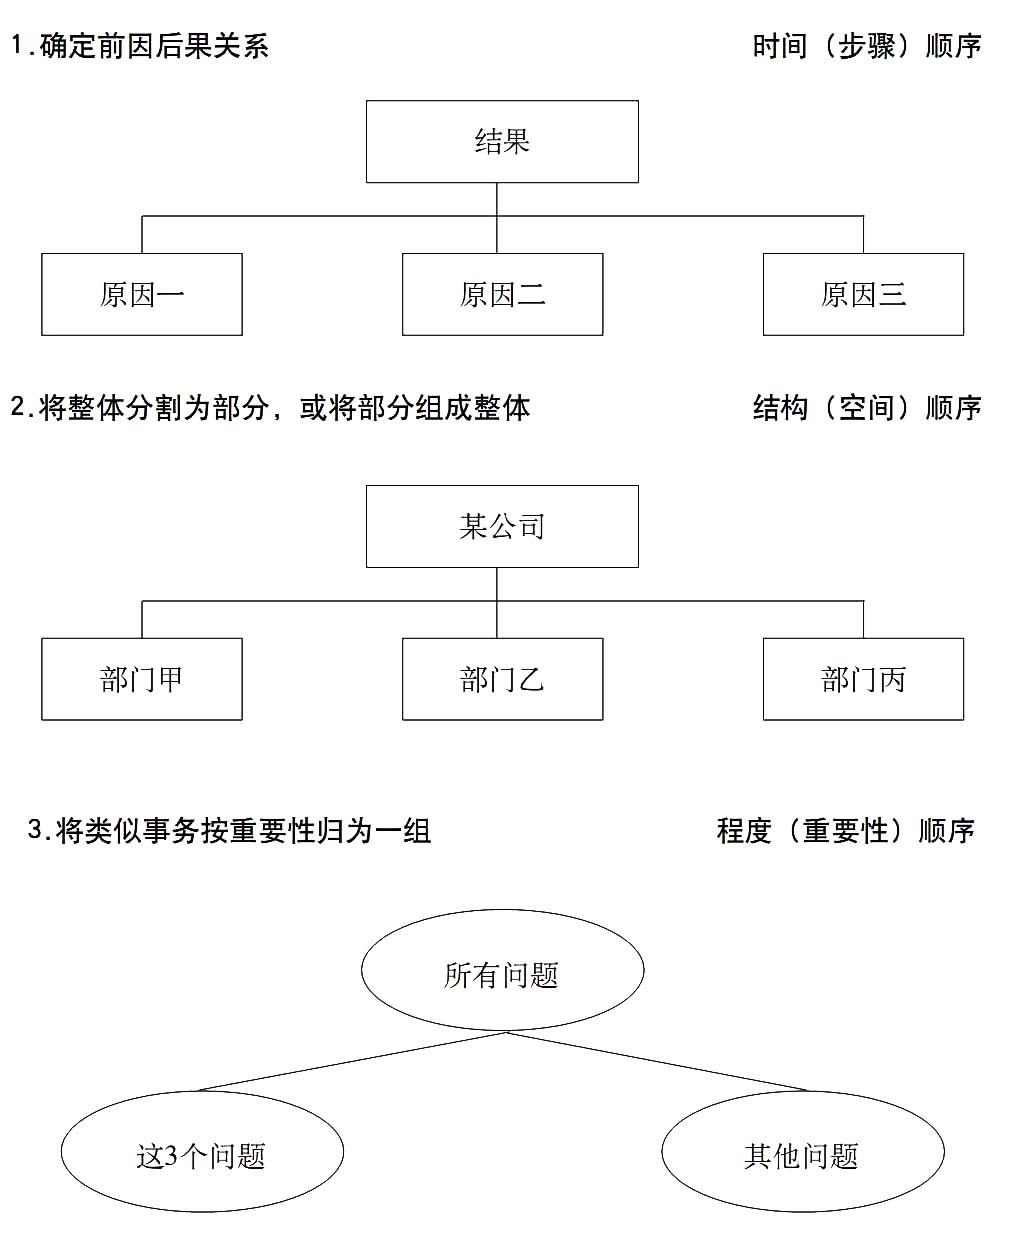 1.确定前因后果关系 时间（步骤）顺序
结果
原因一 原因二 原因三
2.将整体分割为部分，或将部分组成整体 结构（空间）顺序
某公司
部门甲 部门乙 部门丙
3.将类似事务按重要性归为一组 程度（重要性）顺序
所有问题
这3个问题 其他问题